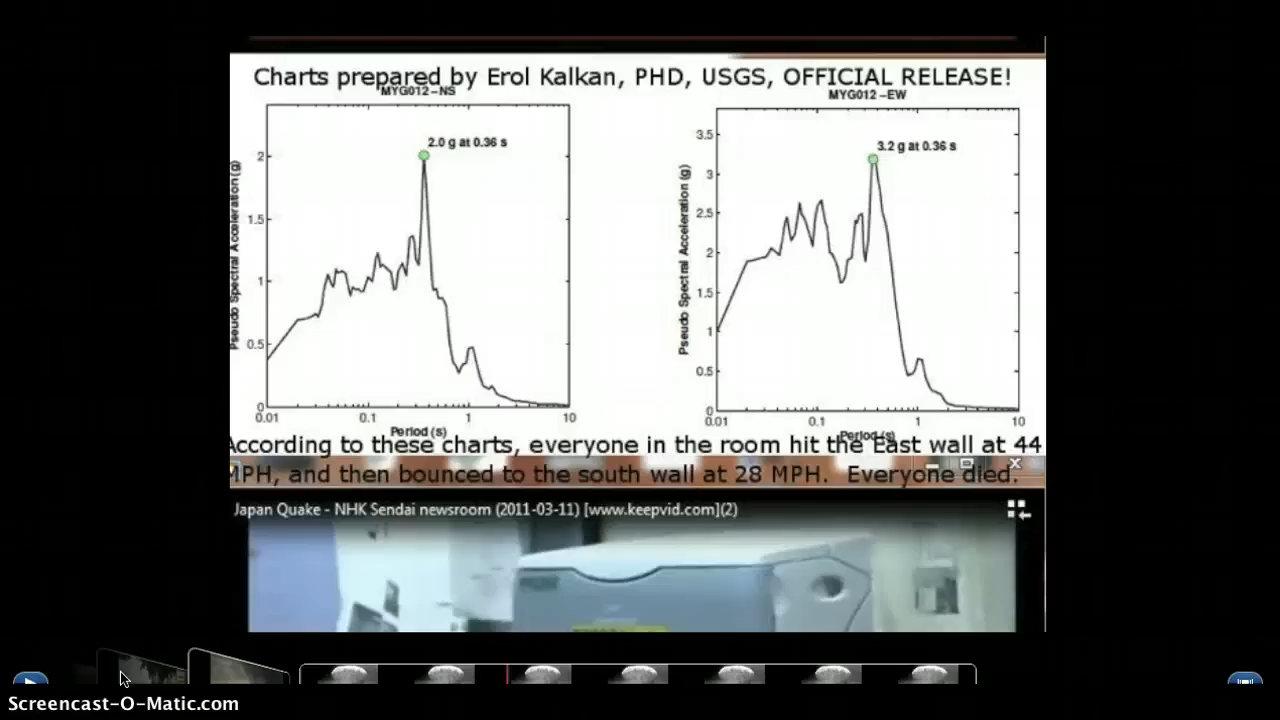 Charts prepared by Erol Kalkan, PHD, USGS, OFFICIAL RELEASE!
MYG012 -NS
MYG012 -EW
2.0 g at 0.36 s
3.2 g at 0.36 s
Pseudo Spectral Acceleration (g)
2
1.5
1
0.5
0
0.01
0.1
1
10
Period (s)
Pseudo Spectral Acceleration (g)
3.5
3
2.5
2
1.5
1
0.5
0
0.01
0.1
1
10
Period (s)
According to these charts, everyone in the room hit the East wall at 44
MPH, and then bounced to the south wall at 28 MPH. Everyone died.
Japan Quake - NHK Sendai newsroom (2011-03-11) [www.keepvid.com](2)
Screencast-O-Matic.com